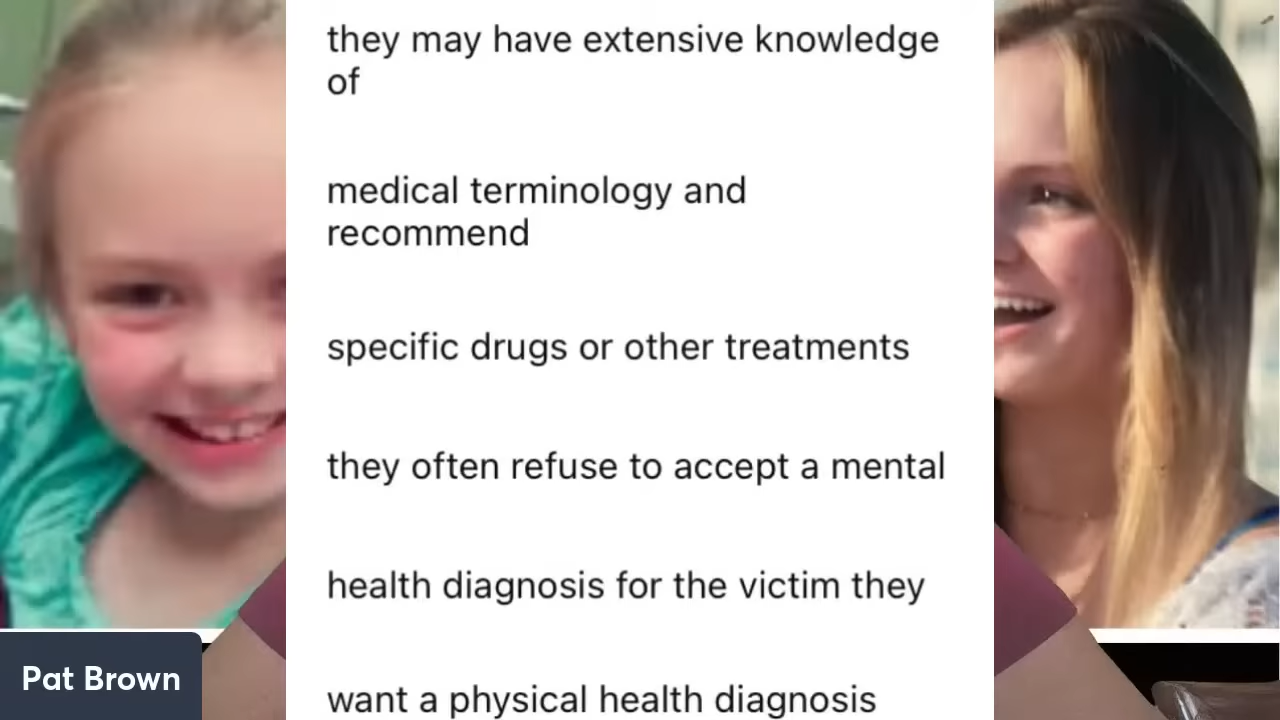 they may have extensive knowledge
of
medical terminology and
recommend
specific drugs or other treatments
they often refuse to accept a mental
health diagnosis for the victim they
want a physical health diagnosis
Pat Brown